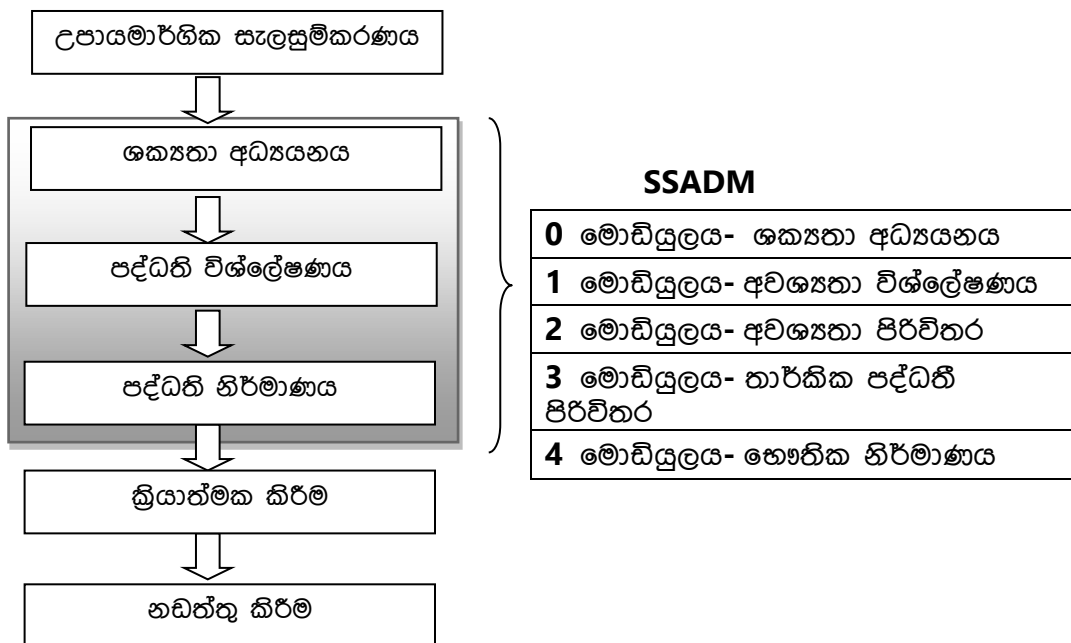 උපායමාර්ගික සැලසුම්කරණය
ශක්‍යතා අධ්‍යයනය
පද්ධති විශ්ලේෂණය
පද්ධති නිර්මාණය
ක්‍රියාත්මක කිරීම
නඩත්තු කිරීම
SSADM
0 මොඩියුලය- ශක්‍යතා අධ්‍යයනය
1 මොඩියුලය- අවශ්‍යතා විශ්ලේෂණය
2 මොඩියුලය- අවශ්‍යතා පිරිවිතර
3 මොඩියුලය- තාර්කික පද්ධතී
පිරිවිතර
4 මොඩියුලය- භෞතික නිර්මාණය